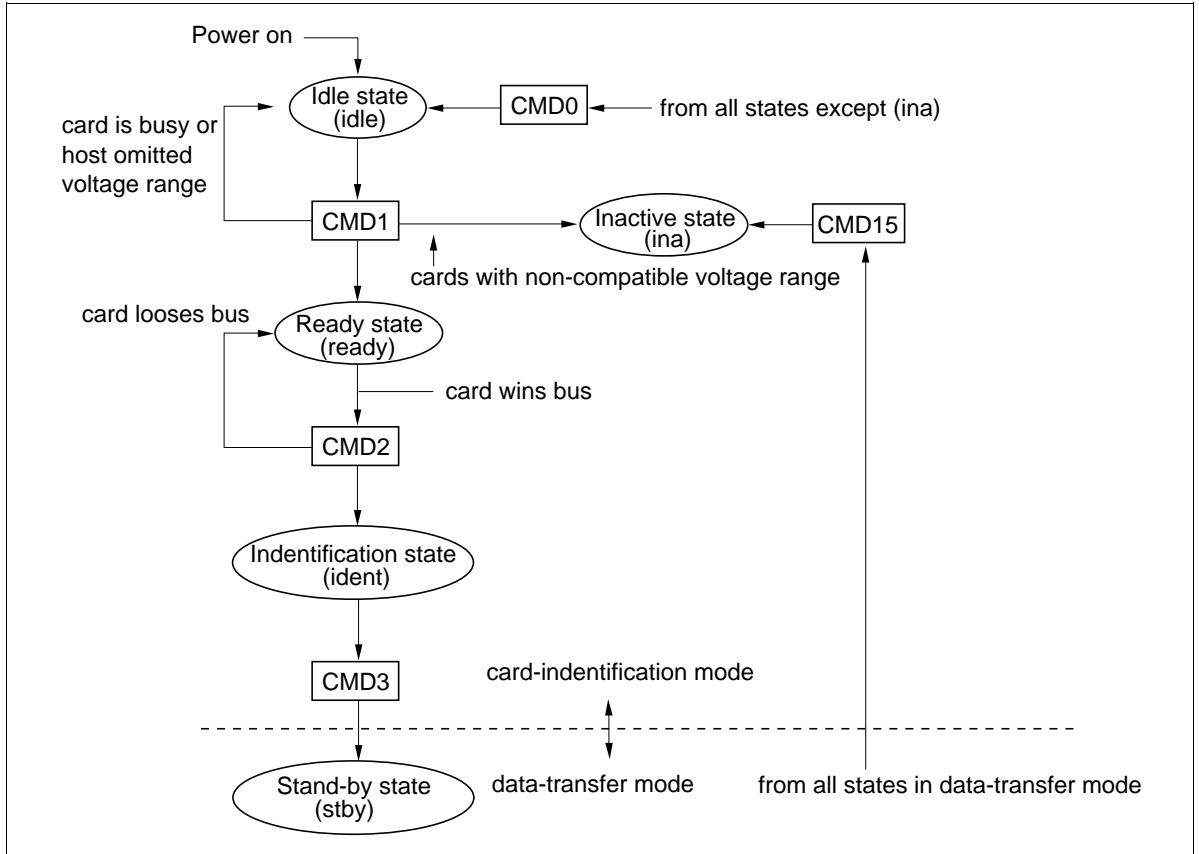 Power on
Idle state
(idle)
CMD0
from all states except (ina)
card is busy or
host omitted
voltage range
CMD1
Inactive state
(ina)
CMD15
cards with non-compatible voltage range
card looses bus
Ready state
(ready)
card wins bus
CMD2
Indentification state
(ident)
CMD3
card-indentification mode
Stand-by state
(stby)
data-transfer mode
from all states in data-transfer mode